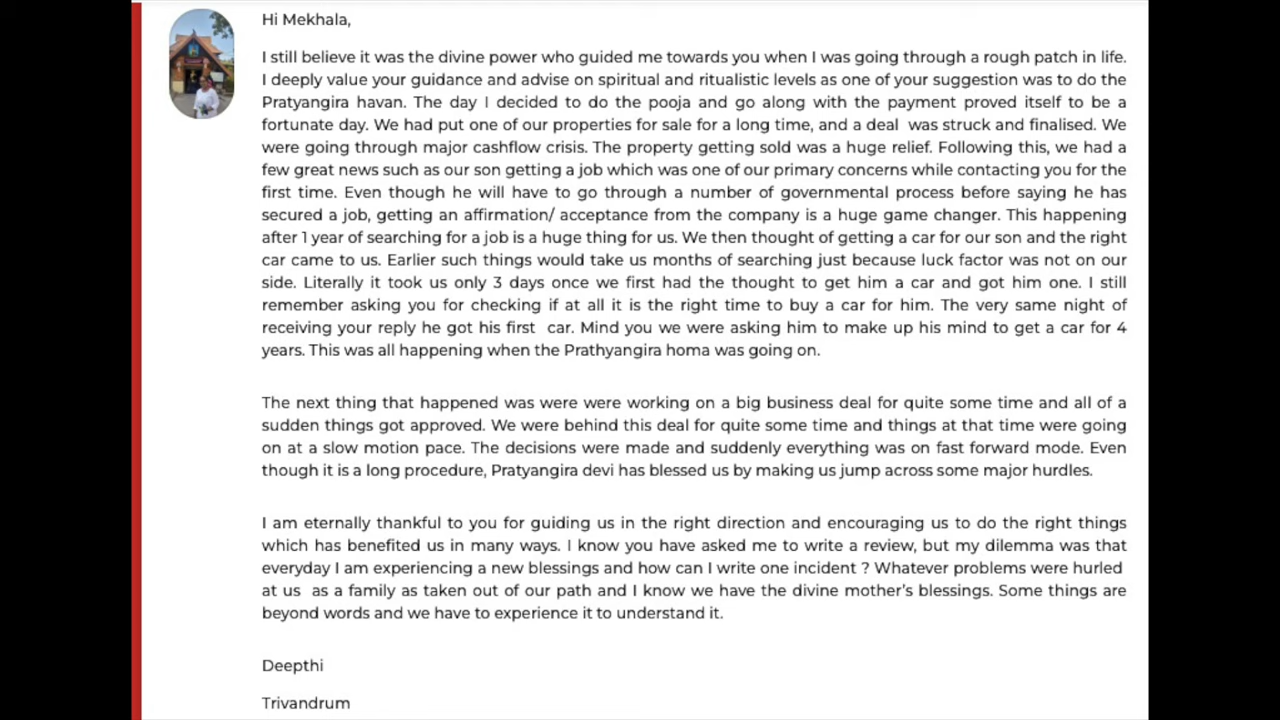 Hi Mekhala,
I still believe it was the divine power who guided me towards you when I was going through a rough patch in life.
I deeply value your guidance and advise on spiritual and ritualistic levels as one of your suggestion was to do the
Pratyangira havan. The day I decided to do the pooja and go along with the payment proved itself to be a
fortunate day. We had put one of our properties for sale for a long time, and a deal was struck and finalised. We
were going through major cashflow crisis. The property getting sold was a huge relief. Following this, we had a
few great news such as our son getting a job which was one of our primary concerns while contacting you for the
first time. Even though he will have to go through a number of governmental process before saying he has
secured a job, getting an affirmation/ acceptance from the company is a huge game changer. This happening
after 1 year of searching for a job is a huge thing for us. We then thought of getting a car for our son and the right
car came to us. Earlier such things would take us months of searching just because luck factor was not on our
side. Literally it took us only 3 days once we first had the thought to get him a car and got him one. I still
remember asking you for checking if at all it is the right time to buy a car for him. The very same night of
receiving your reply he got his first car. Mind you we were asking him to make up his mind to get a car for 4
years. This was all happening when the Prathyangira homa was going on.
The next thing that happened was were were working on a big business deal for quite some time and all of a
sudden things got approved. We were behind this deal for quite some time and things at that time were going
on at a slow motion pace. The decisions were made and suddenly everything was on fast forward mode. Even
though it is a long procedure, Pratyangira devi has blessed us by making us jump across some major hurdles.
I am eternally thankful to you for guiding us in the right direction and encouraging us to do the right things
which has benefited us in many ways. I know you have asked me to write a review, but my dilemma was that
everyday I am experiencing a new blessings and how can I write one incident ? Whatever problems were hurled
at us as a family as taken out of our path and I know we have the divine mother's blessings. Some things are
beyond words and we have to experience it to understand it.
Deepthi
Trivandrum